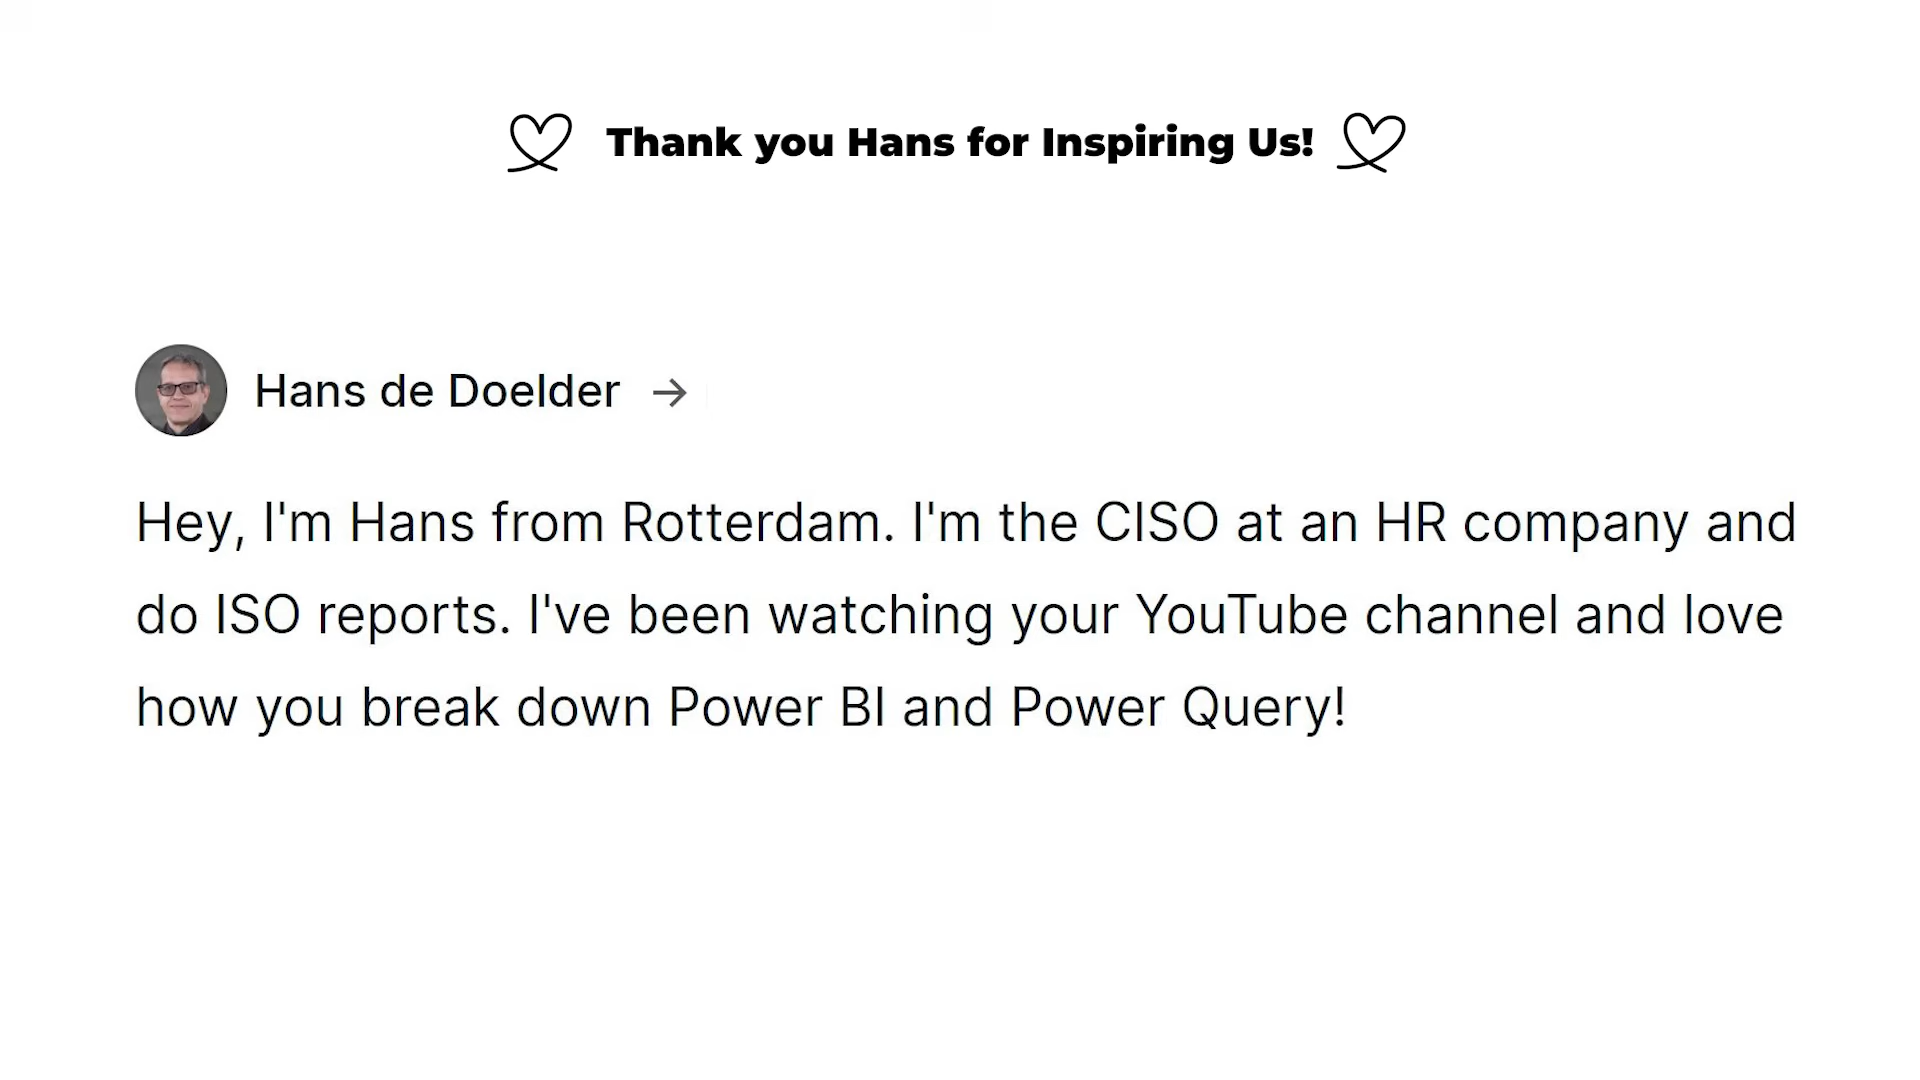 Thank you Hans for Inspiring Us!
Hans de Doelder →
Hey, I'm Hans from Rotterdam. I'm the CISO at an HR company and
do ISO reports. I've been watching your YouTube channel and love
how you break down Power BI and Power Query!